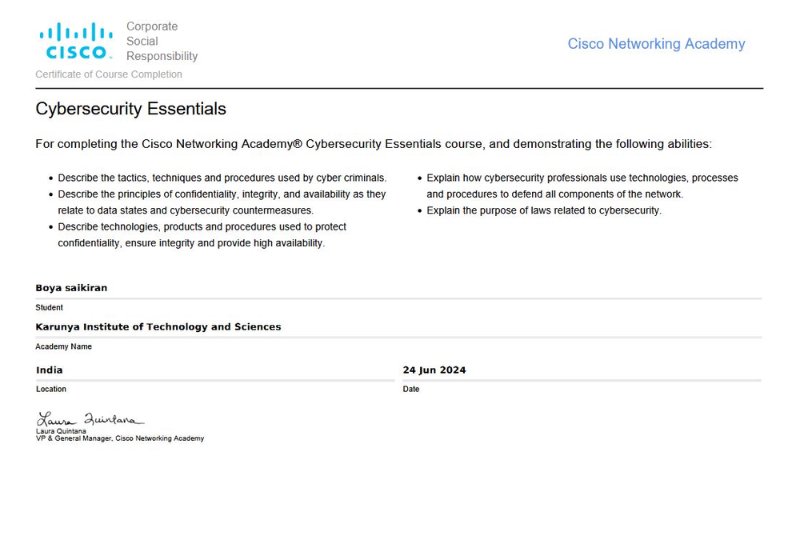 Corporate
Social
Responsibility
CISCO
Cisco Networking Academy
Certificate of Course Completion
Cybersecurity Essentials
For completing the Cisco Networking Academy® Cybersecurity Essentials course, and demonstrating the following abilities:
• Describe the tactics, techniques and procedures used by cyber criminals.
• Describe the principles of confidentiality, integrity, and availability as they
relate to data states and cybersecurity countermeasures.
• Describe technologies, products and procedures used to protect
confidentiality, ensure integrity and provide high availability.
• Explain how cybersecurity professionals use technologies, processes
and procedures to defend all components of the network.
• Explain the purpose of laws related to cybersecurity.
Boya saikiran
Student
Karunya Institute of Technology and Sciences
Academy Name
India
Location
24 Jun 2024
Date
Laura Quintana
Laura Quintana
VP & General Manager, Cisco Networking Academy